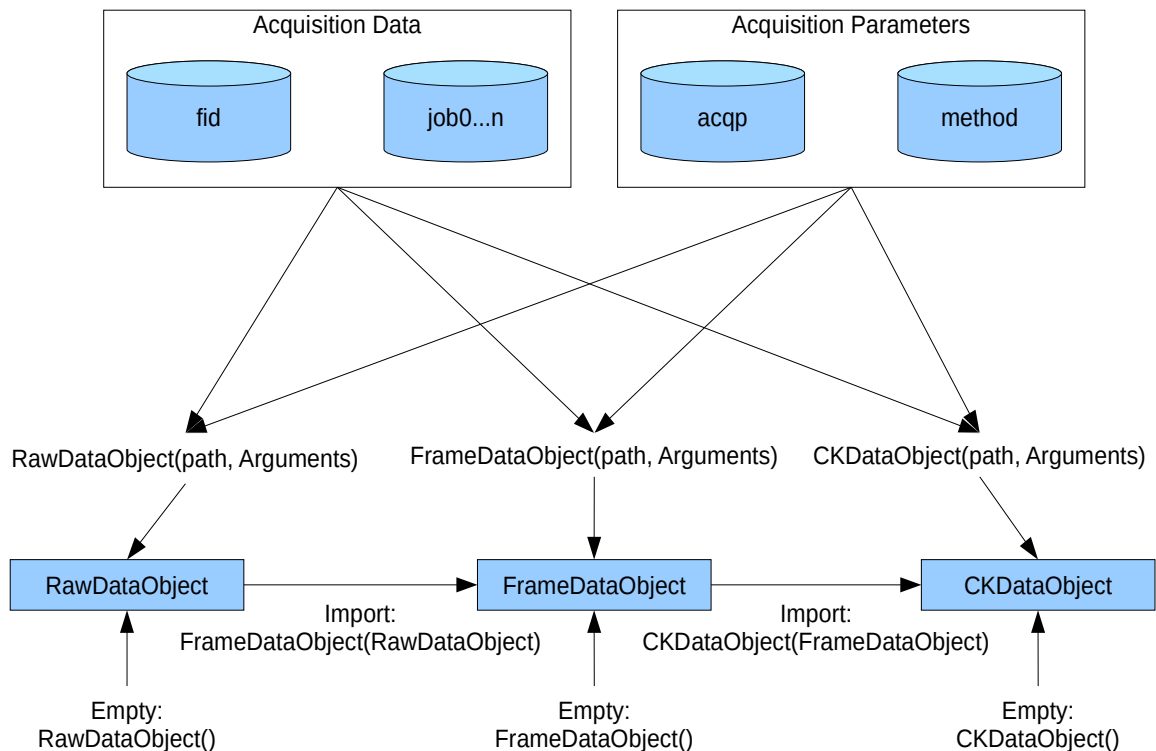 Acquisition Data
Acquisition Parameters
fid
job0...n
acqp
method
RawDataObject(path, Arguments)
FrameDataObject(path, Arguments)
CKDataObject(path, Arguments)
RawDataObject
FrameDataObject
CKDataObject
Import:
FrameDataObject(RawDataObject)
Import:
CKDataObject(FrameDataObject)
Empty:
RawDataObject()
Empty:
FrameDataObject()
Empty:
CKDataObject()